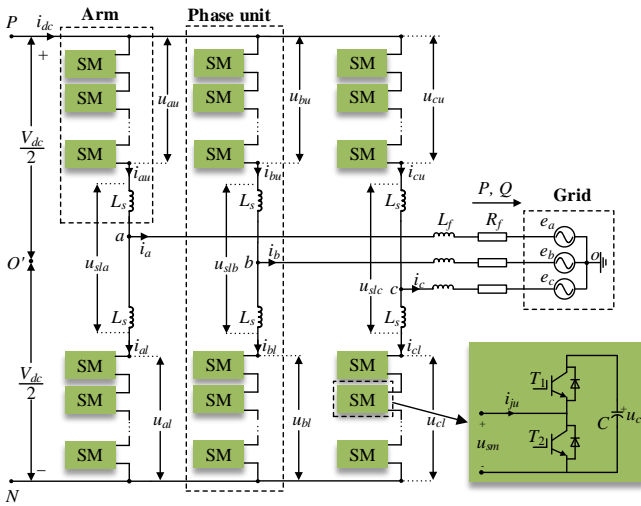 Arm
Phase unit
P
i_dc
+
SM
SM
SM
u_au
SM
SM
SM
u_bu
SM
SM
SM
u_cu
V_dc
2
i_au
i_bu
i_cu
P, Q
Grid
L_s
L_s
L_s
L_f
R_f
e_a
a
i_a
O'
u_sla
u_slb
b
i_b
e_b
o
u_slc
c
i_c
e_c
L_s
L_s
L_s
i_al
i_bl
i_cl
V_dc
2
SM
SM
SM
u_al
SM
SM
SM
u_bl
SM
SM
SM
u_cl
T_1
i_ju
+
C
+
u_c
u_sm
T_2
-
−
N